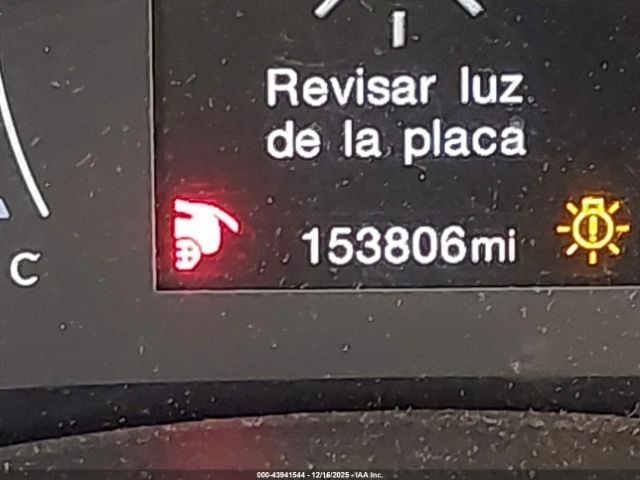 Revisar luz
de la placa
153806mi
C
000-43941544 - 12/16/2025 - IAA Inc.